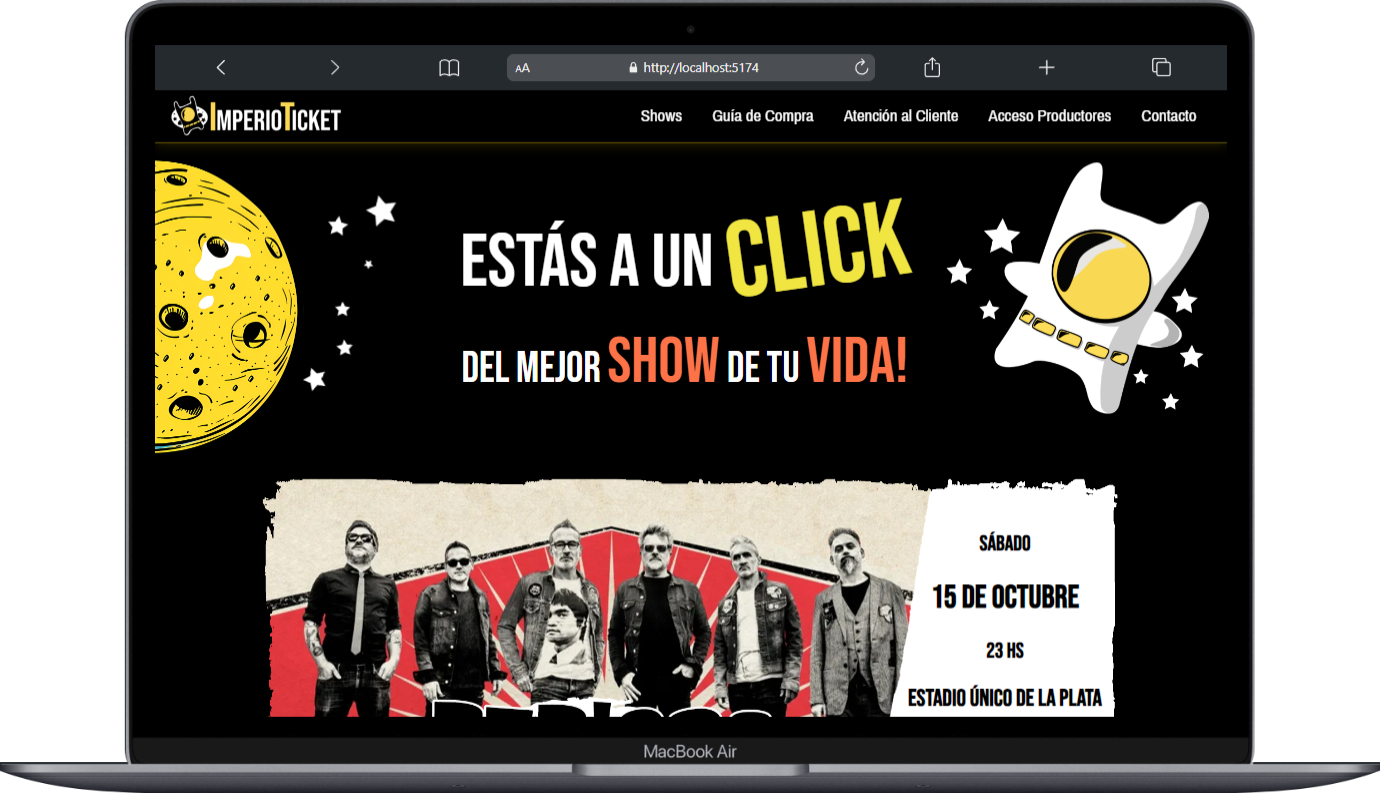 AA http://localhost:5174
IMPERIOTICKET Shows Guía de Compra Atención al Cliente Acceso Productores Contacto
ESTÁS A UN CLICK
DEL MEJOR SHOW DE TU VIDA!
SÁBADO
15 DE OCTUBRE
23 HS
ESTADIO ÚNICO DE LA PLATA
MacBook Air